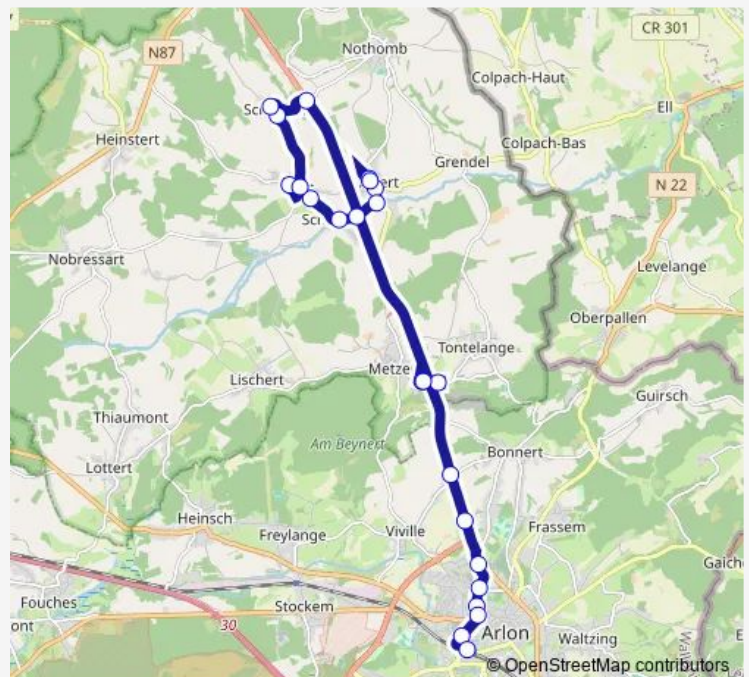 Nothomb
CR 301
N87
Colpach-Haut
Ell
Heinstert
Colpach-Bas
Grendel
N 22
Nobressart
Levelange
Oberpallen
Tontelange
Metze
Lischert
Guirsch
Thiaumont
Am Beynert
Bonnert
Lottert
Heinsch
Freylange
Viville
Frassem
Fouches
Stockem
30
Arlon
Waltzing
© OpenStreetMap contributors